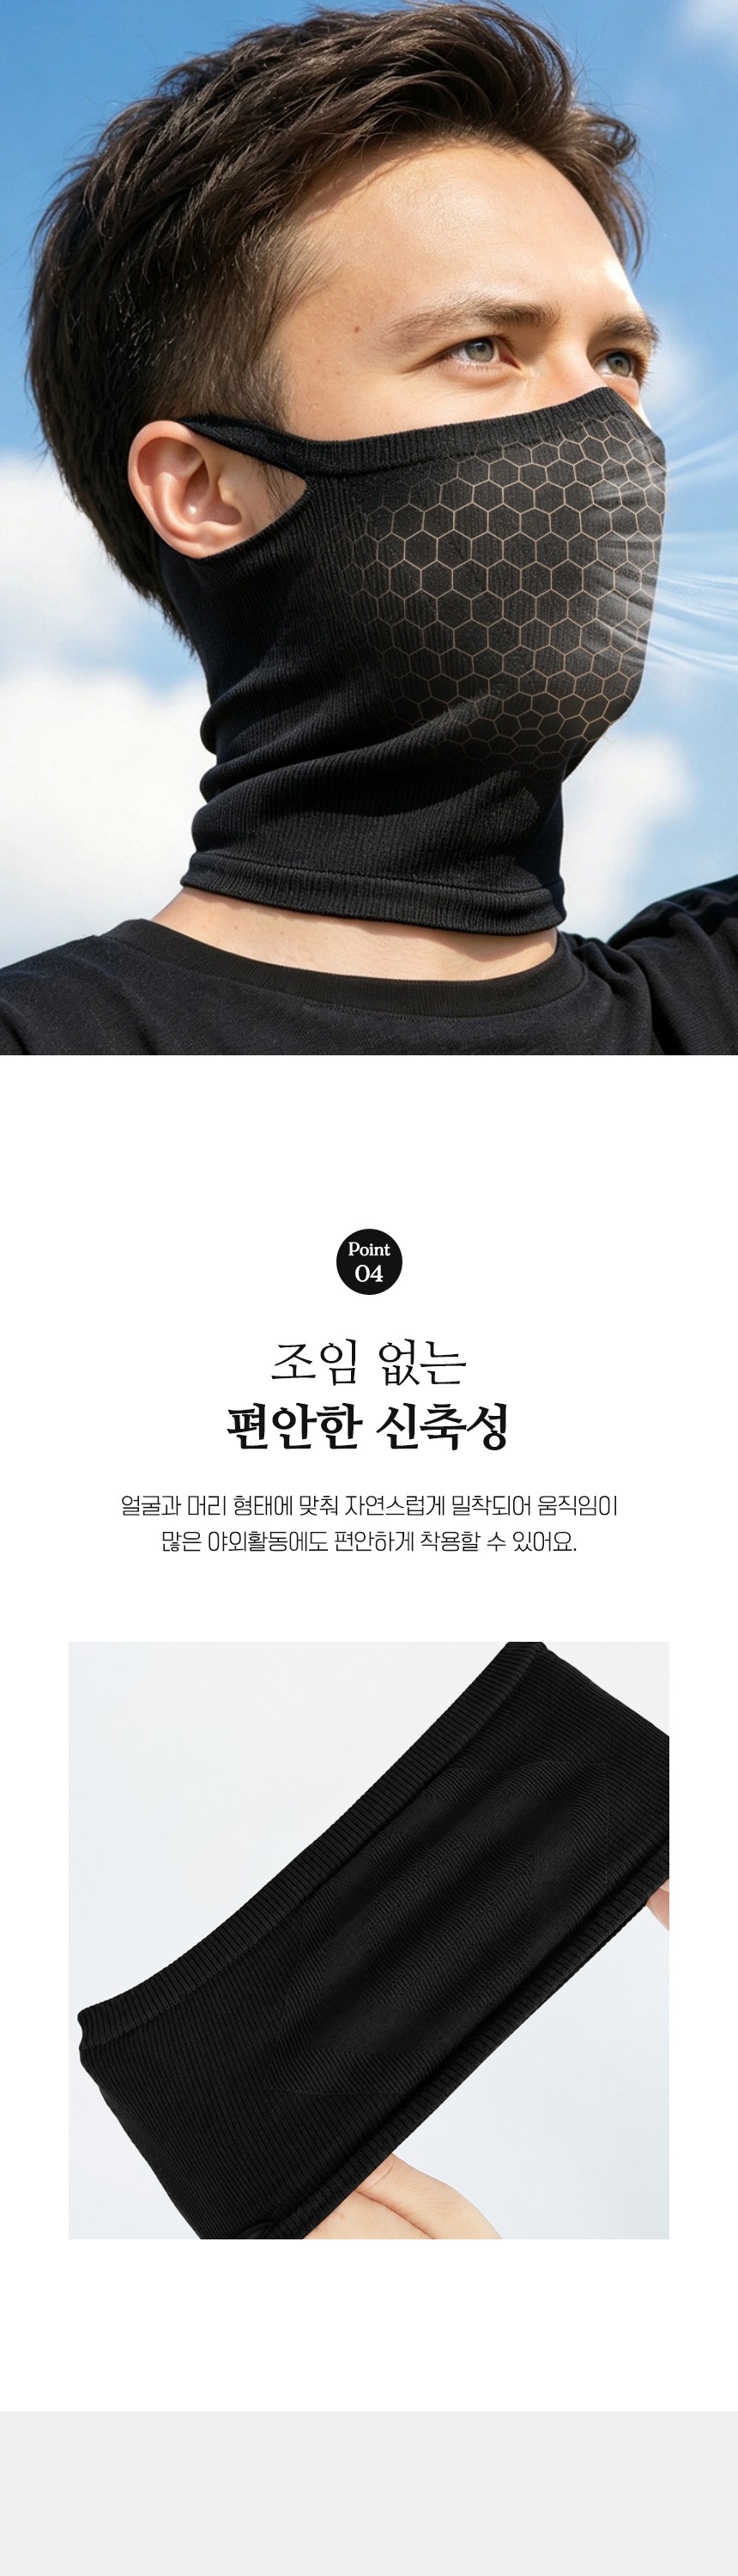 Point
04
조임 없는
편안한 신축성
얼굴과 머리 형태에 맞춰 자연스럽게 밀착되어 움직임이
많은 야외활동에도 편안하게 착용할 수 있어요.